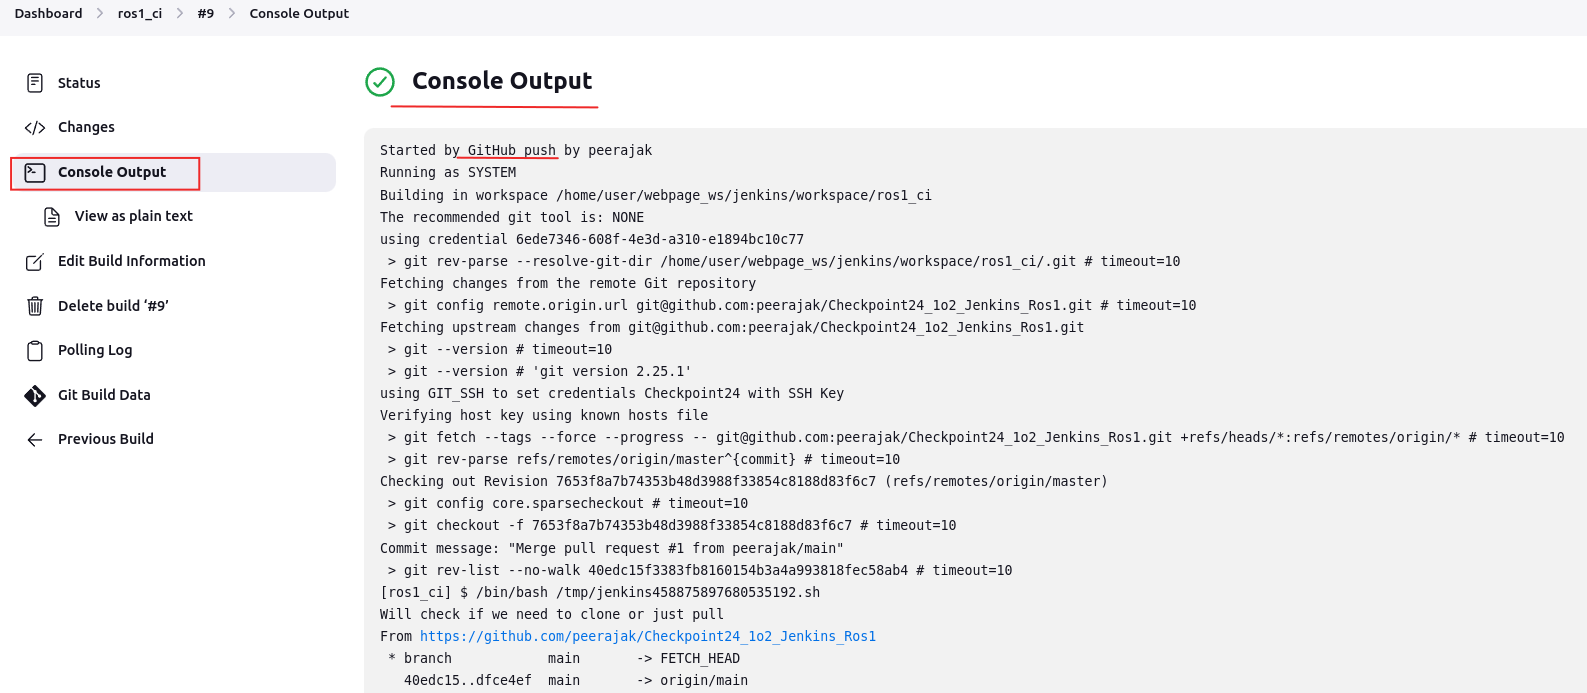 Dashboard > ros1_ci > #9 > Console Output
Status
Changes
Console Output
View as plain text
Edit Build Information
Delete build ‘#9’
Polling Log
Git Build Data
Previous Build
Console Output
Started by GitHub push by peerajak
Running as SYSTEM
Building in workspace /home/user/webpage_ws/jenkins/workspace/ros1_ci
The recommended git tool is: NONE
using credential 6ede7346-608f-4e3d-a310-e1894bc10c77
 > git rev-parse --resolve-git-dir /home/user/webpage_ws/jenkins/workspace/ros1_ci/.git # timeout=10
Fetching changes from the remote Git repository
 > git config remote.origin.url git@github.com:peerajak/Checkpoint24_1o2_Jenkins_Ros1.git # timeout=10
Fetching upstream changes from git@github.com:peerajak/Checkpoint24_1o2_Jenkins_Ros1.git
 > git --version # timeout=10
 > git --version # 'git version 2.25.1'
using GIT_SSH to set credentials Checkpoint24 with SSH Key
Verifying host key using known hosts file
 > git fetch --tags --force --progress -- git@github.com:peerajak/Checkpoint24_1o2_Jenkins_Ros1.git +refs/heads/*:refs/remotes/origin/* # timeout=10
 > git rev-parse refs/remotes/origin/master^{commit} # timeout=10
Checking out Revision 7653f8a7b74353b48d3988f33854c8188d83f6c7 (refs/remotes/origin/master)
 > git config core.sparsecheckout # timeout=10
 > git checkout -f 7653f8a7b74353b48d3988f33854c8188d83f6c7 # timeout=10
Commit message: "Merge pull request #1 from peerajak/main"
 > git rev-list --no-walk 40edc15f3383fb8160154b3a4a993818fec58ab4 # timeout=10
[ros1_ci] $ /bin/bash /tmp/jenkins458875897680535192.sh
Will check if we need to clone or just pull
From https://github.com/peerajak/Checkpoint24_1o2_Jenkins_Ros1
 * branch            main       -> FETCH_HEAD
   40edc15..dfce4ef  main       -> origin/main